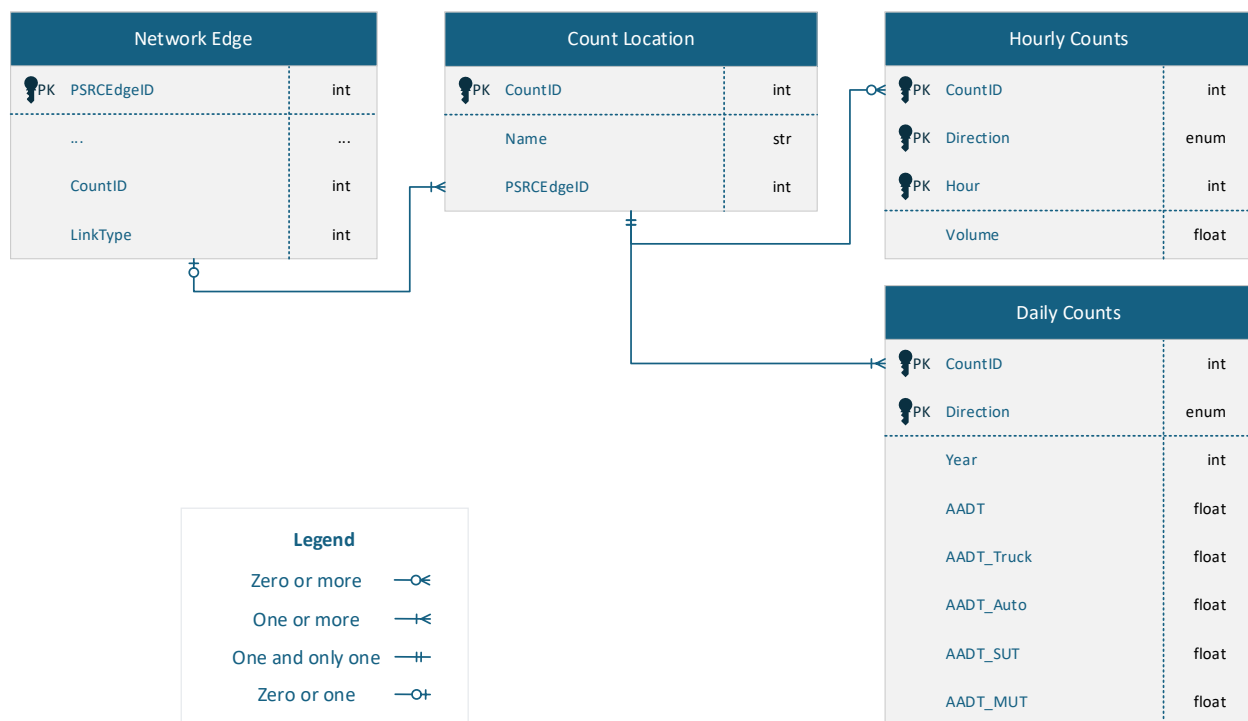 Network Edge
PK PSRCEdgeID int
... ...
CountID int
LinkType int
Count Location
PK CountID int
Name str
PSRCEdgeID int
Hourly Counts
PK CountID int
PK Direction enum
PK Hour int
Volume float
Daily Counts
PK CountID int
PK Direction enum
Year int
AADT float
AADT_Truck float
AADT_Auto float
AADT_SUT float
AADT_MUT float
Legend
Zero or more
One or more
One and only one
Zero or one